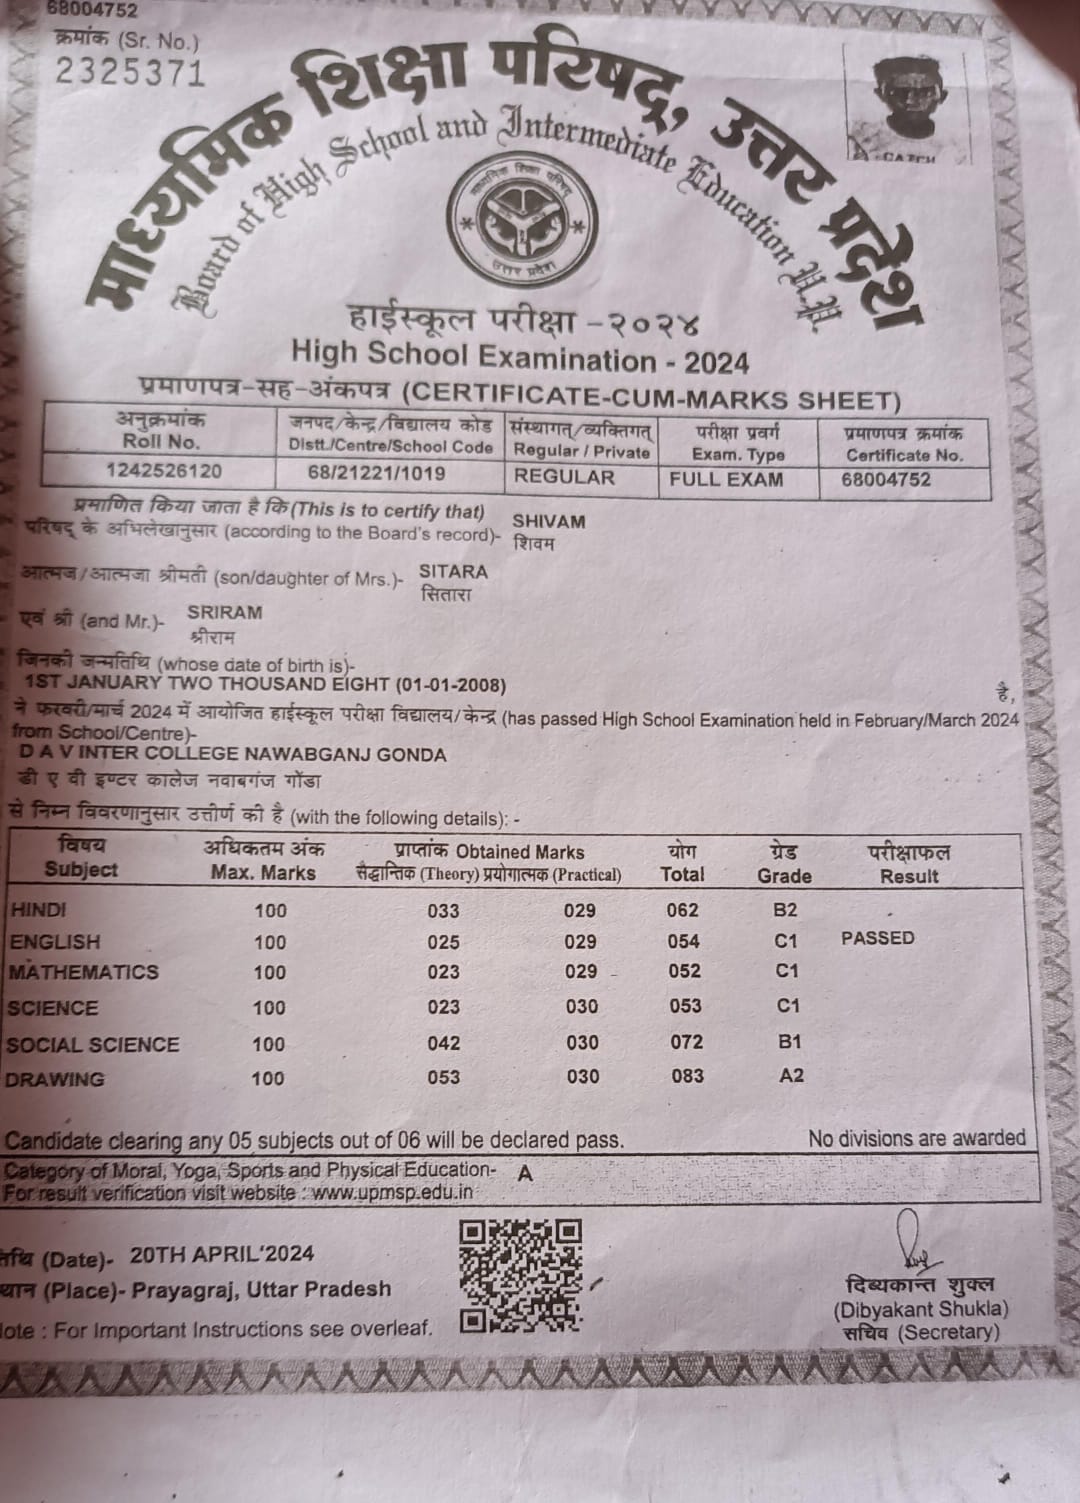 68004752
क्रमांक (Sr. No.)
2325371
माध्यमिक शिक्षा परिषद्, उत्तर प्रदेश
Board of High School and Intermediate Education U.P.
माध्यमिक शिक्षा परिषद्
उत्तर प्रदेश
हाईस्कूल परीक्षा -२०२४
High School Examination - 2024
प्रमाणपत्र-सह-अंकपत्र (CERTIFICATE-CUM-MARKS SHEET)
अनुक्रमांक जनपद/केन्द्र/विद्यालय कोड संस्थागत्/व्यक्तिगत् परीक्षा प्रवर्ग प्रमाणपत्र क्रमांक
Roll No. Distt./Centre/School Code Regular / Private Exam. Type Certificate No.
1242526120 68/21221/1019 REGULAR FULL EXAM 68004752
प्रमाणित किया जाता है कि(This is to certify that) SHIVAM
परिषद् के अभिलेखानुसार (according to the Board's record)- शिवम
आत्मज/आत्मजा श्रीमती (son/daughter of Mrs.)- SITARA
सितारा
एवं श्री (and Mr.)- SRIRAM
श्रीराम
जिनकी जन्मतिथि (whose date of birth is)-
1ST JANUARY TWO THOUSAND EIGHT (01-01-2008) है,
ने फरवरी/मार्च 2024 में आयोजित हाईस्कूल परीक्षा विद्यालय/केन्द्र (has passed High School Examination held in February/March 2024
from School/Centre)-
D A V INTER COLLEGE NAWABGANJ GONDA
डी ए वी इण्टर कालेज नवाबगंज गोंडा
से निम्न विवरणानुसार उत्तीर्ण की है (with the following details): -
विषय अधिकतम अंक प्राप्तांक Obtained Marks योग ग्रेड परीक्षाफल
Subject Max. Marks सैद्धान्तिक (Theory) प्रयोगात्मक (Practical) Total Grade Result
HINDI 100 033 029 062 B2
ENGLISH 100 025 029 054 C1 PASSED
MATHEMATICS 100 023 029 052 C1
SCIENCE 100 023 030 053 C1
SOCIAL SCIENCE 100 042 030 072 B1
DRAWING 100 053 030 083 A2
Candidate clearing any 05 subjects out of 06 will be declared pass. No divisions are awarded
Category of Moral, Yoga, Sports and Physical Education- A
For result verification visit website : www.upmsp.edu.in
(Date)- 20TH APRIL'2024
(Place)- Prayagraj, Uttar Pradesh
दिब्यकान्त शुक्ल
(Dibyakant Shukla)
सचिव (Secretary)
: For Important Instructions see overleaf.